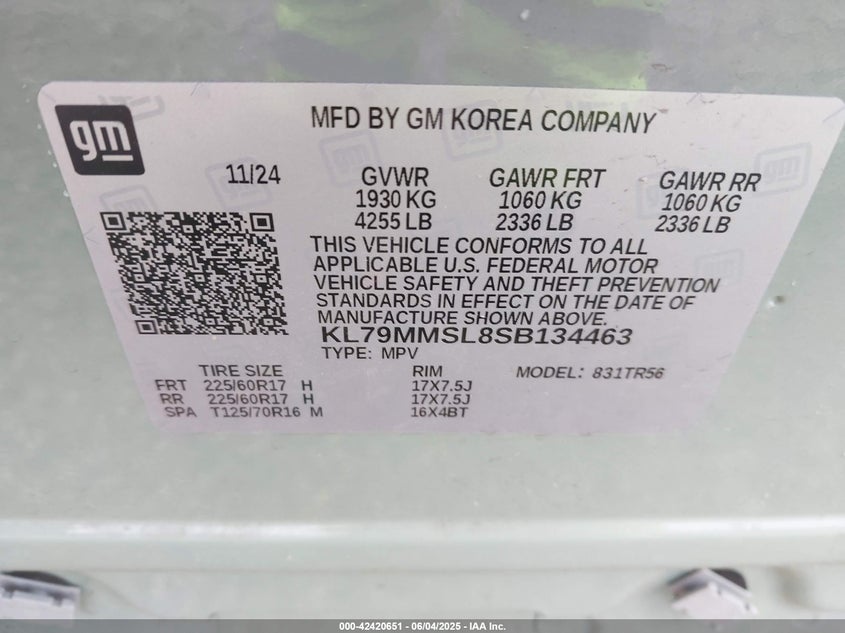 gm
MFD BY GM KOREA COMPANY
11/24 GVWR GAWR FRT GAWR RR
1930 KG 1060 KG 1060 KG
4255 LB 2336 LB 2336 LB
THIS VEHICLE CONFORMS TO ALL
APPLICABLE U.S. FEDERAL MOTOR
VEHICLE SAFETY AND THEFT PREVENTION
STANDARDS IN EFFECT ON THE DATE OF
MANUFACTURE SHOWN ABOVE.
KL79MMSL8SB134463
TYPE: MPV
TIRE SIZE RIM MODEL: 831TR56
FRT 225/60R17 H 17X7.5J
RR 225/60R17 H 17X7.5J
SPA T125/70R16 M 16X4BT
000-42420651 - 06/04/2025 - IAA Inc.